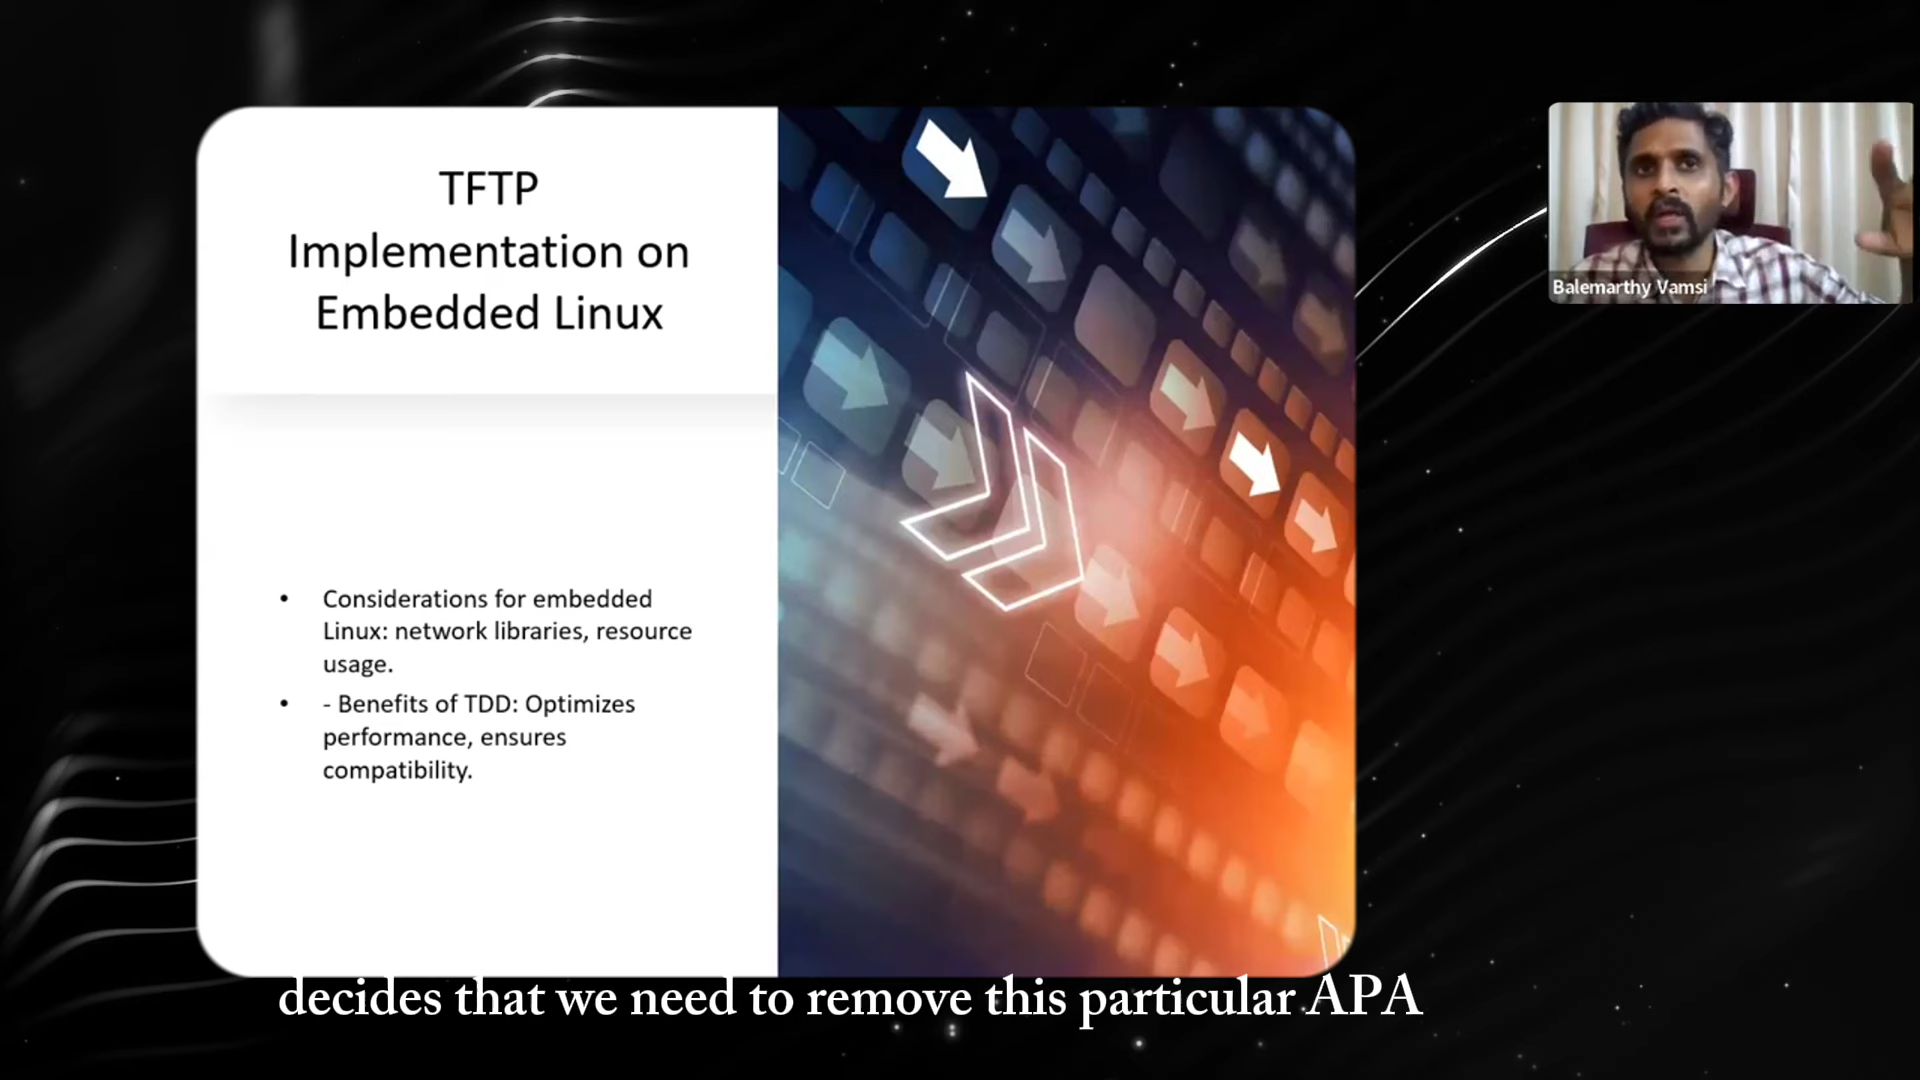 TFTP
Implementation on
Embedded Linux
• Considerations for embedded
Linux: network libraries, resource
usage.
• - Benefits of TDD: Optimizes
performance, ensures
compatibility.
Balemarthy Vamsi
decides that we need to remove this particular APA